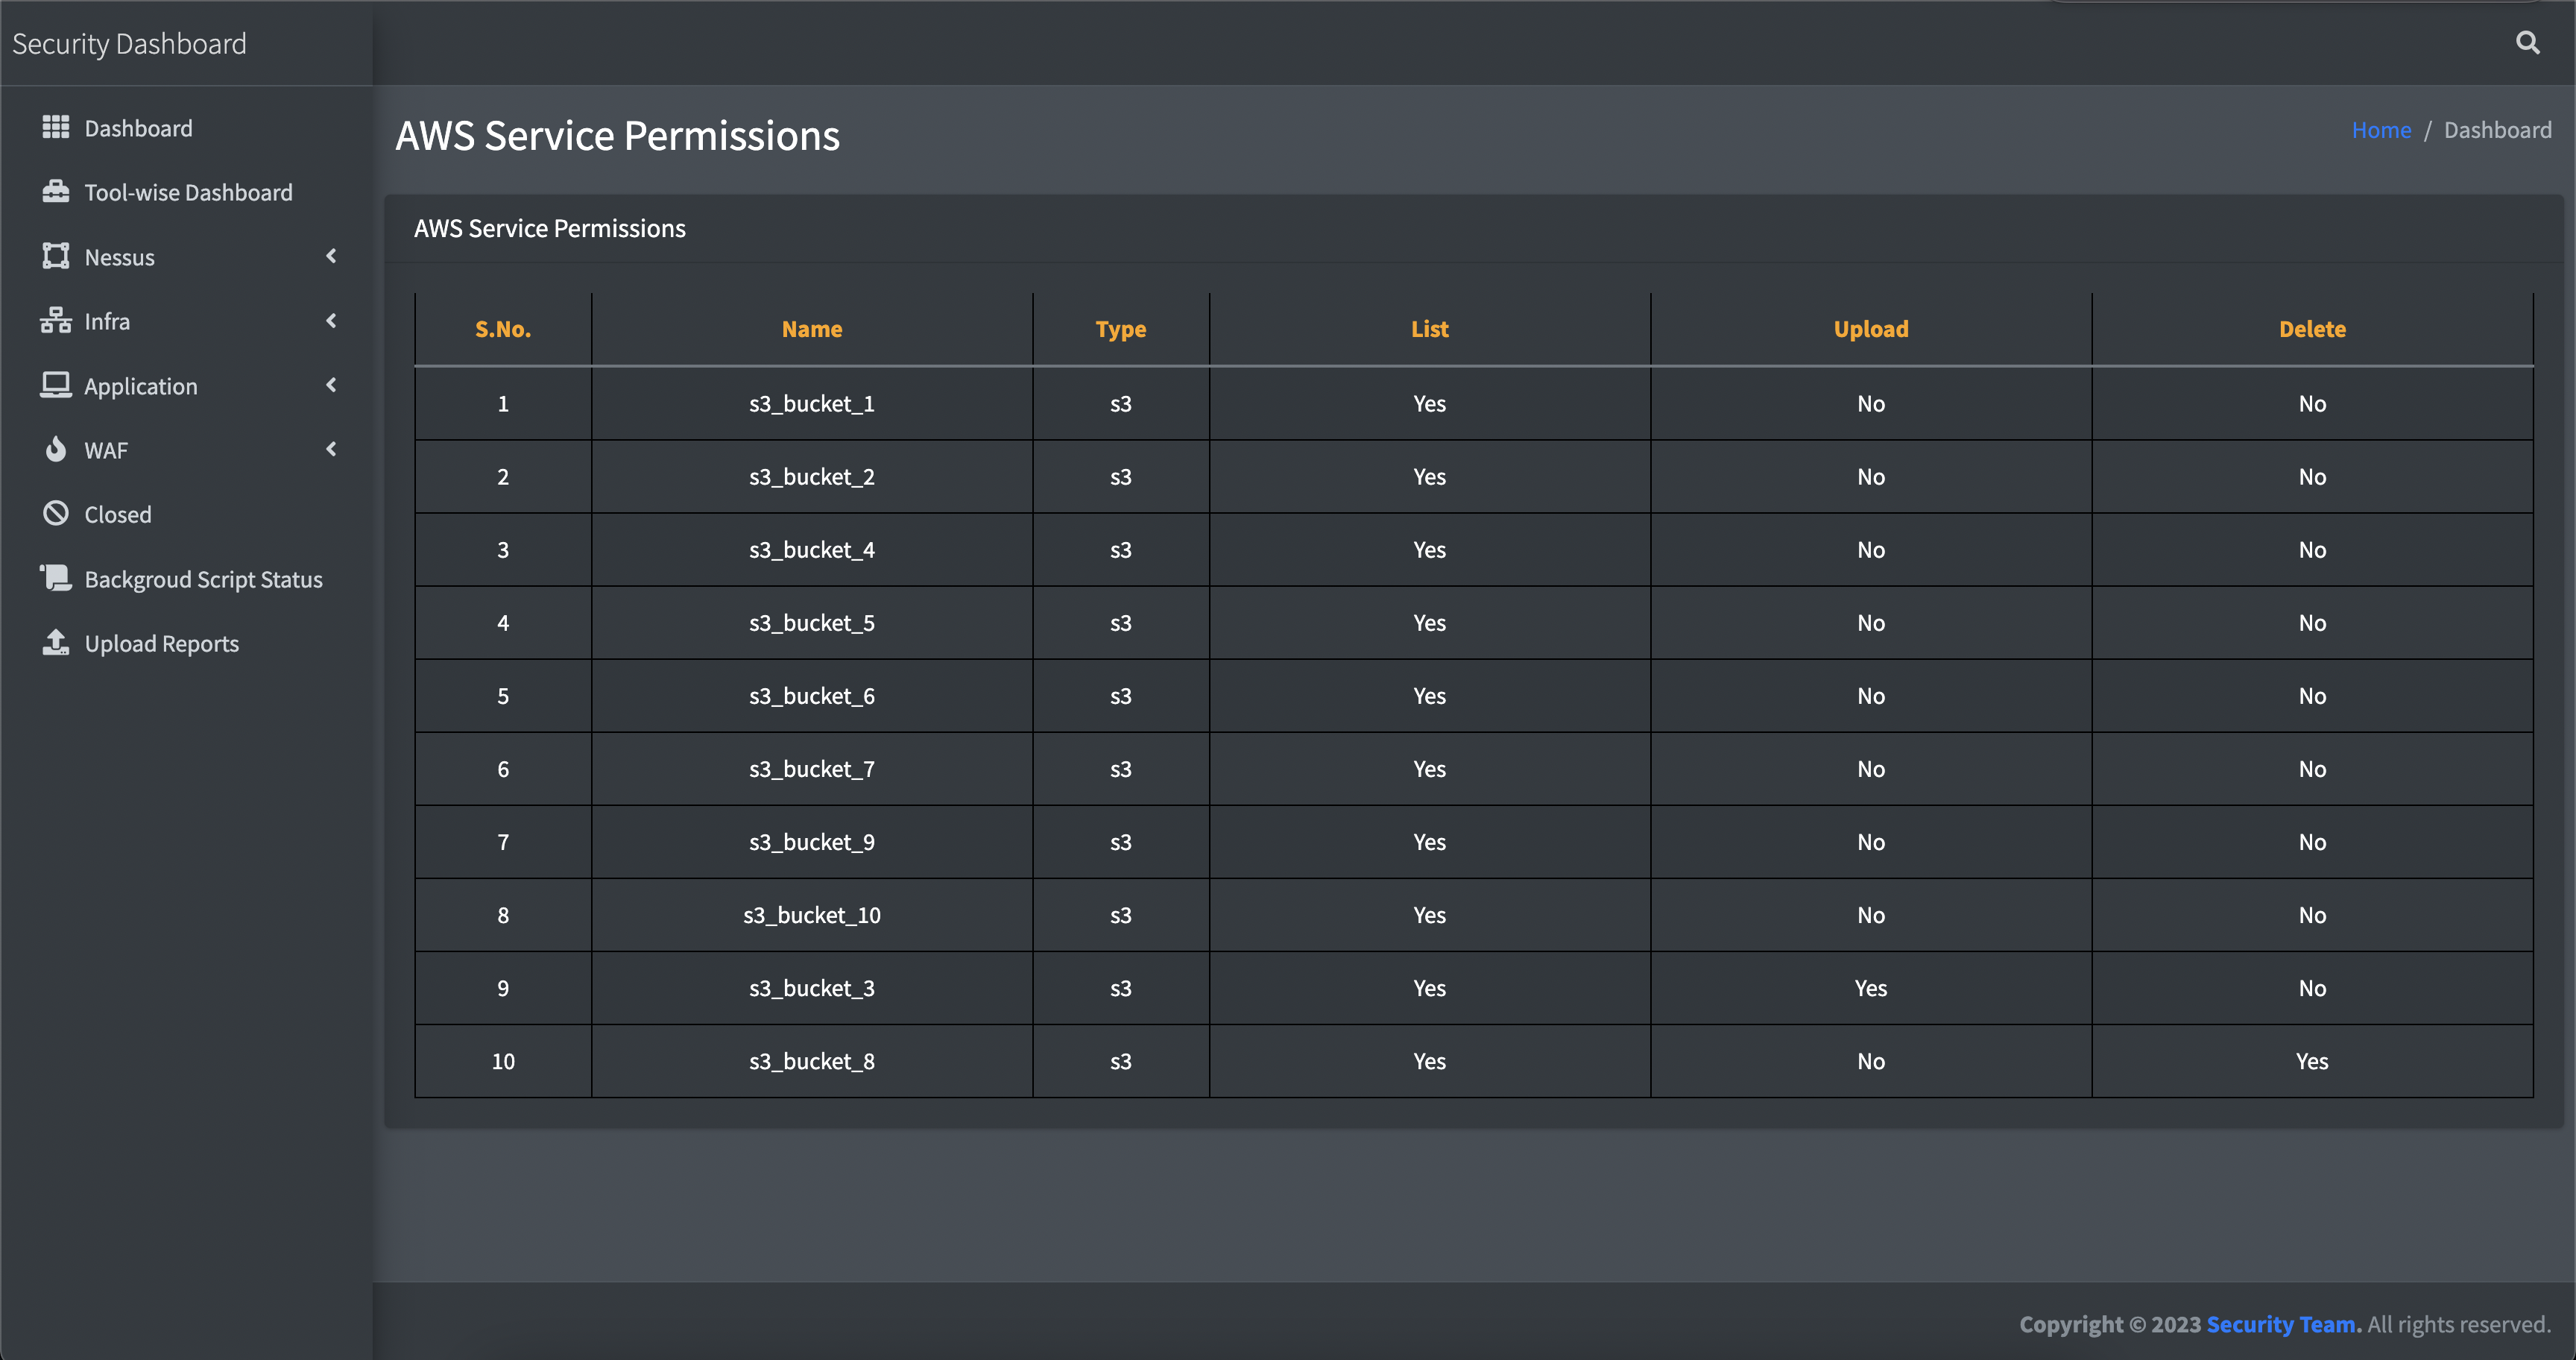 Security Dashboard
Dashboard
Tool-wise Dashboard
Nessus
Infra
Application
WAF
Closed
Backgroud Script Status
Upload Reports
AWS Service Permissions
Home / Dashboard
AWS Service Permissions
S.No. Name Type List Upload Delete
1 s3_bucket_1 s3 Yes No No
2 s3_bucket_2 s3 Yes No No
3 s3_bucket_4 s3 Yes No No
4 s3_bucket_5 s3 Yes No No
5 s3_bucket_6 s3 Yes No No
6 s3_bucket_7 s3 Yes No No
7 s3_bucket_9 s3 Yes No No
8 s3_bucket_10 s3 Yes No No
9 s3_bucket_3 s3 Yes Yes No
10 s3_bucket_8 s3 Yes No Yes
Copyright © 2023 Security Team. All rights reserved.